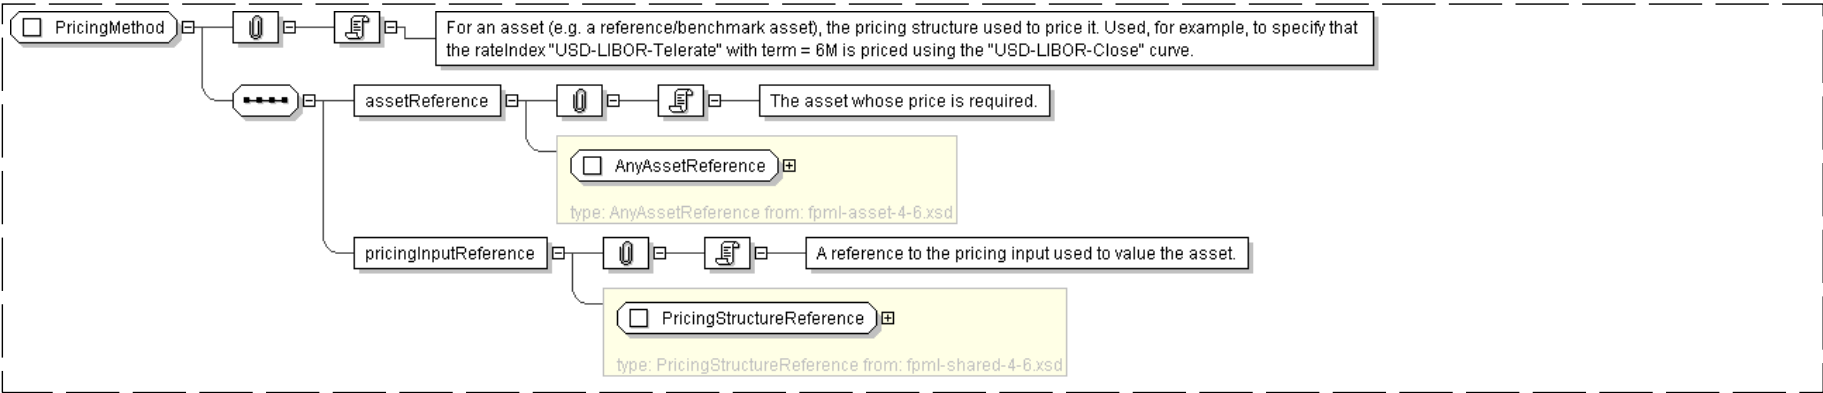 PricingMethod
For an asset (e.g. a reference/benchmark asset), the pricing structure used to price it. Used, for example, to specify that
the rateIndex "USD-LIBOR-Telerate" with term = 6M is priced using the "USD-LIBOR-Close" curve.
assetReference
The asset whose price is required.
AnyAssetReference
type: AnyAssetReference from: fpml-asset-4-6.xsd
pricingInputReference
A reference to the pricing input used to value the asset.
PricingStructureReference
type: PricingStructureReference from: fpml-shared-4-6.xsd